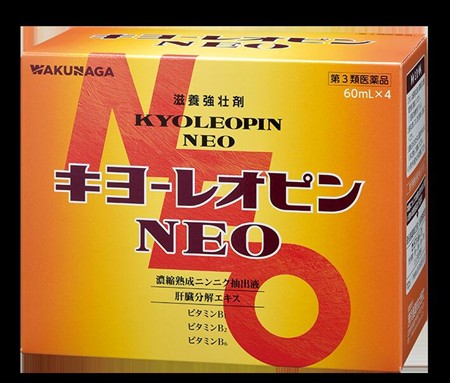 WAKUNAGA
第3類医薬品
60mL×4
滋養強壮剤
KYOLEOPIN
NEO
キヨーレオピン
NEO
NEO
濃縮熟成ニンニク抽出液
肝臓分解エキス
ビタミンB₁
ビタミンB₂
ビタミンB₆